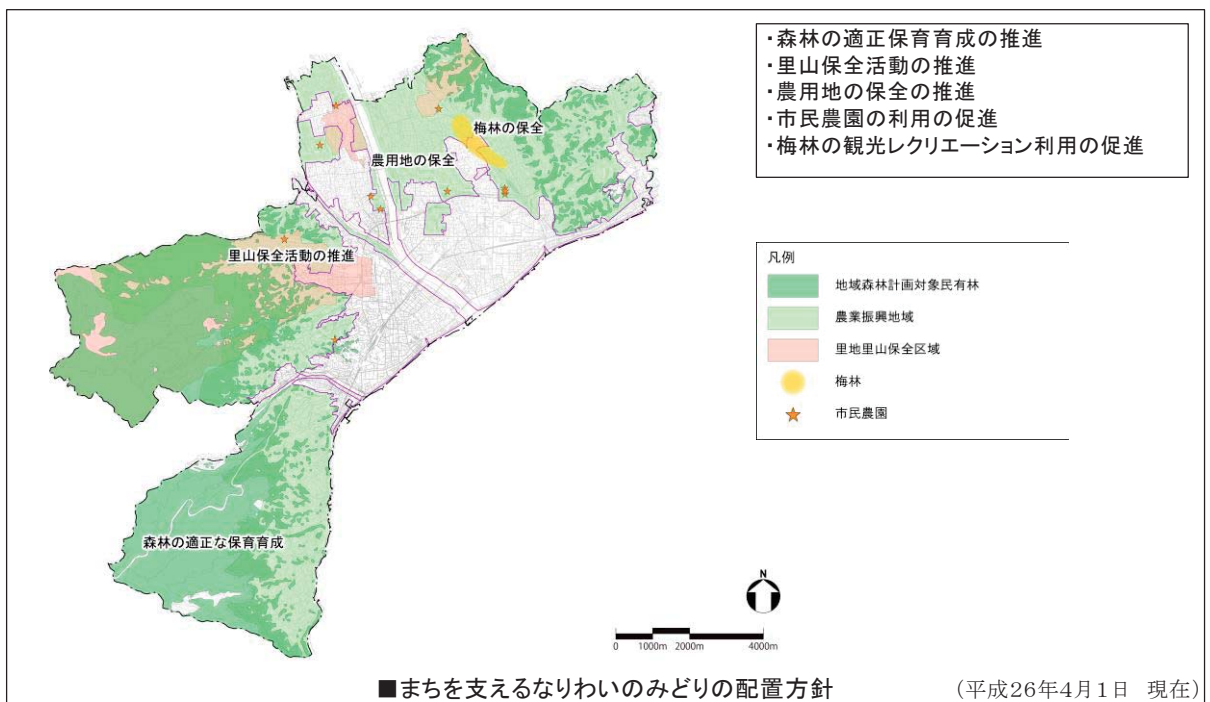 ・森林の適正保育育成の推進
・里山保全活動の推進
・農用地の保全の推進
・市民農園の利用の促進
・梅林の観光レクリエーション利用の促進
梅林の保全
農用地の保全
里山保全活動の推進
森林の適正な保育育成
凡例
地域森林計画対象民有林
農業振興地域
里地里山保全区域
梅林
市民農園
N
0 1000m 2000m 4000m
■まちを支えるなりわいのみどりの配置方針 (平成26年4月1日 現在)